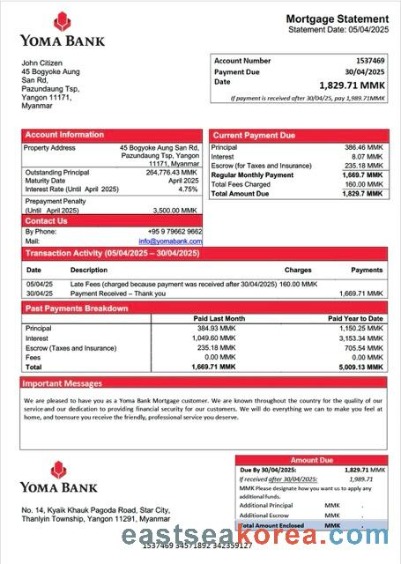 Mortgage Statement
Statement Date: 05/04/2025
YOMA BANK
John Citizen
45 Bogyoke Aung
San Rd,
Pazundaung Tsp,
Yangon 11171,
Myanmar
Account Number 1537469
Payment Due 30/04/2025
Date
1,829.71 MMK
If payment is received after 30/04/25, pay 1,989.71MMK
Account Information
Property Address 45 Bogyoke Aung San Rd,
Pazundaung Tsp, Yangon
11171, Myanmar
Outstanding Principal 264,776.43 MMK
Maturity Date April 2025
Interest Rate (Until April 2025) 4.75%
Prepayment Penalty
(Until April 2025) 3,500.00 MMK
Contact Us
By Phone: +95 9 79662 9662
Mail: info@yomabank.com
Current Payment Due
Principal 386.46 MMK
Interest 8.07 MMK
Escrow (for Taxes and Insurance) 235.18 MMK
Regular Monthly Payment 1,669.7 MMK
Total Fees Charged 160.00 MMK
Total Amount Due 1,829.7 MMK
Transaction Activity (05/04/2025 – 30/04/2025)
Date Description Charges Payments
05/04/25 Late Fees (charged because payment was received after 30/04/2025) 160.00 MMK
30/04/25 Payment Received – Thank you 1,669.71 MMK
Past Payments Breakdown
Paid Last Month Paid Year to Date
Principal 384.93 MMK 1,150.25 MMK
Interest 1,049.60 MMK 3,153.34 MMK
Escrow (Taxes and Insurance) 235.18 MMK 705.54 MMK
Fees 0.00 MMK 0.00 MMK
Total 1,669.71 MMK 5,009.13 MMK
Important Messages
We are pleased to have you as a Yoma Bank Mortgage customer. We are known throughout the country for the quality of our
service and our dedication to providing financial security for our customers. We will do everything we can to make you feel at
home, and toensure you receive the friendly, professional service you deserve.
YOMA BANK
No. 14, Kyaik Khauk Pagoda Road, Star City,
Thanlyin Township, Yangon 11291, Myanmar
Amount Due
Due By 30/04/2025: 1,829.71 MMK
If received after 30/04/2025: 1,989.71
MMK Please designate how you want us to apply any
additional funds.
Additional Principal MMK .
Additional Escrow MMK .
Total Amount Enclosed MMK .
eastseakorea.com
1537469 34571892 342359127